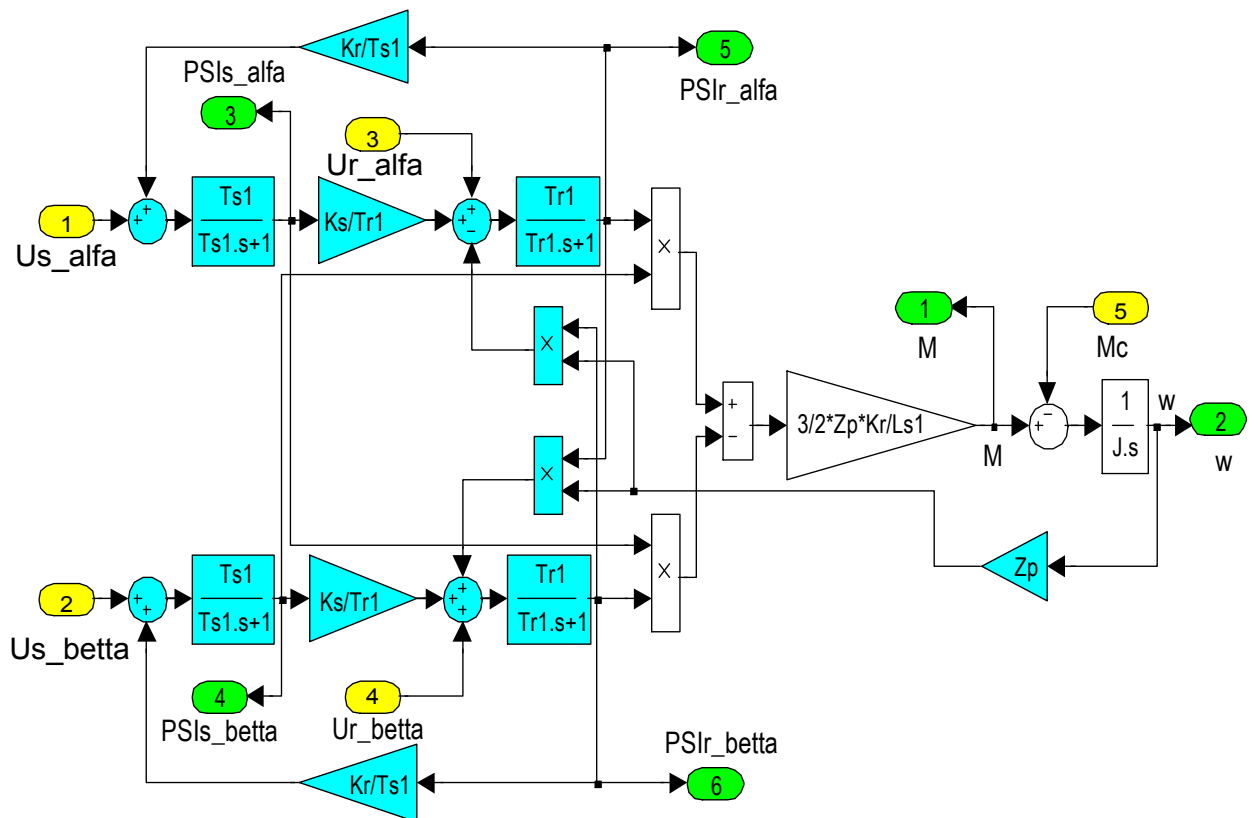 Kr/Ts1
5
PSIr_alfa
PSIs_alfa
3
3
Ur_alfa
1
Us_alfa
+
+
Ts1
Ts1.s+1
Ks/Tr1
+
+
−
Tr1
Tr1.s+1
X
X
1
M
5
Mc
+
−
3/2*Zp*Kr/Ls1
M
−
+
1
J.s
w
2
w
X
Zp
2
Us_betta
+
+
Ts1
Ts1.s+1
Ks/Tr1
+
+
+
Tr1
Tr1.s+1
X
4
PSIs_betta
4
Ur_betta
PSIr_betta
Kr/Ts1
6